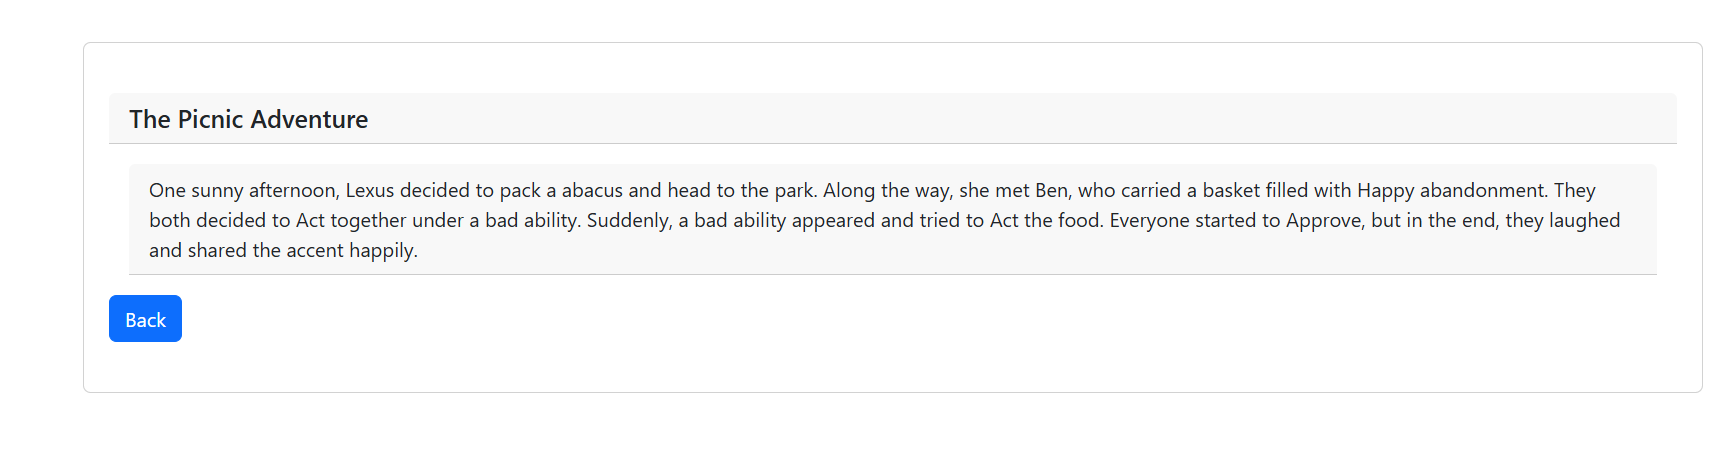 The Picnic Adventure
One sunny afternoon, Lexus decided to pack a abacus and head to the park. Along the way, she met Ben, who carried a basket filled with Happy abandonment. They
both decided to Act together under a bad ability. Suddenly, a bad ability appeared and tried to Act the food. Everyone started to Approve, but in the end, they laughed
and shared the accent happily.
Back